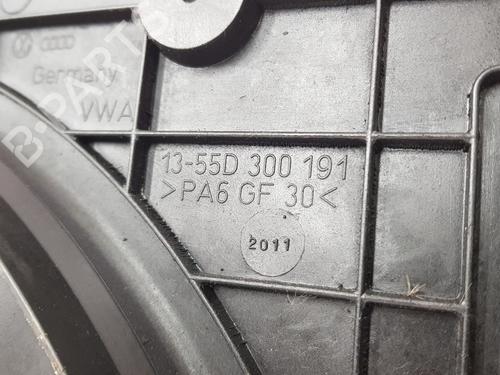 Germany
VWA
13-55D 300 191
>PA6 GF 30<
2011
B-PARTS